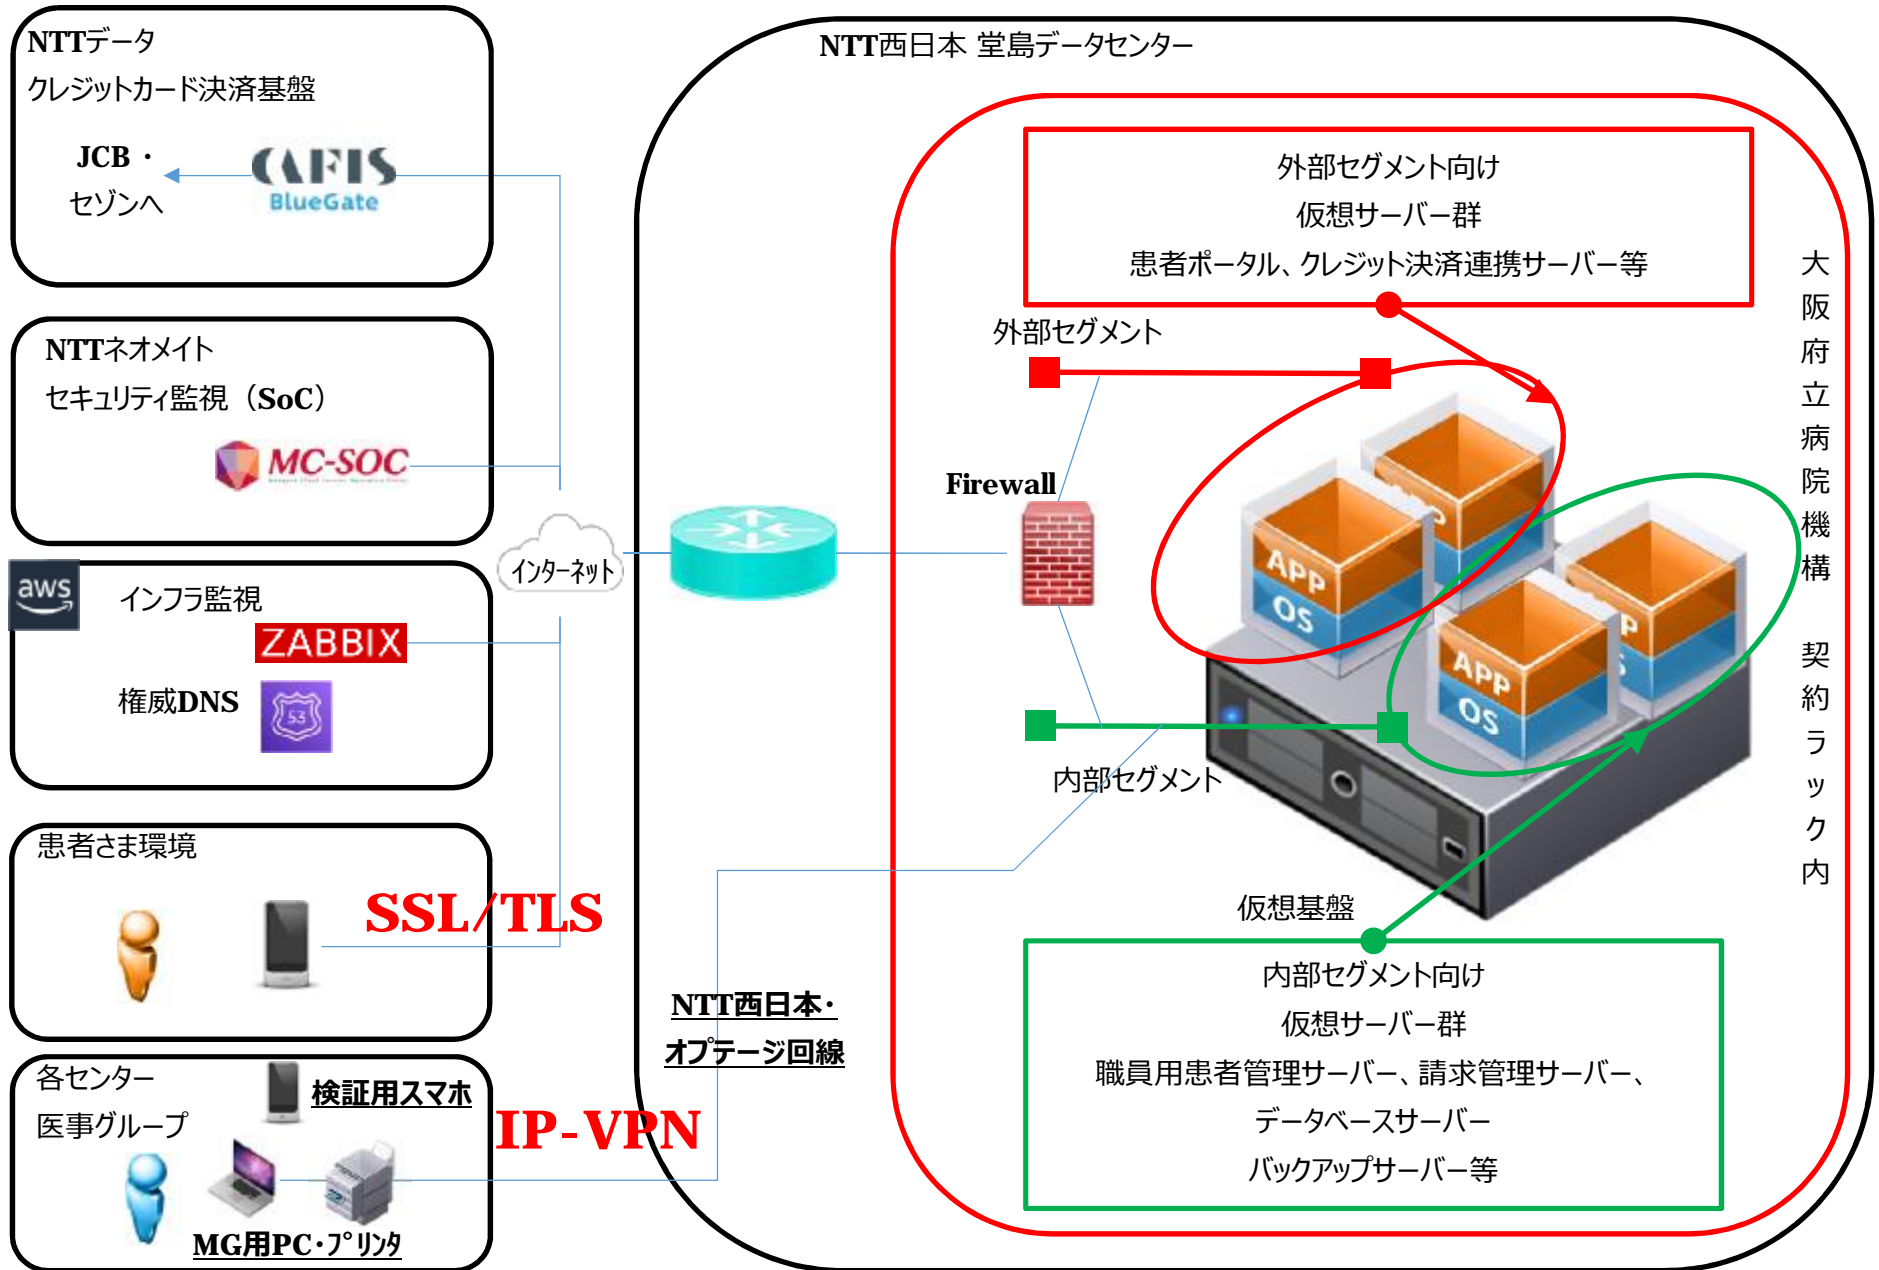 NTTデータ
クレジットカード決済基盤
JCB ・
セゾンへ
CAFIS
BlueGate
NTTネオメイト
セキュリティ監視（SoC）
MC-SOC
aws
インフラ監視
ZABBIX
権威DNS
53
患者さま環境
SSL/TLS
各センター
医事グループ
検証用スマホ
MG用PC・プリンタ
IP-VPN
インターネット
NTT西日本・
オプテージ回線
NTT西日本 堂島データセンター
外部セグメント向け
仮想サーバー群
患者ポータル、クレジット決済連携サーバー等
外部セグメント
Firewall
内部セグメント
APP
OS
APP
OS
仮想基盤
内部セグメント向け
仮想サーバー群
職員用患者管理サーバー、請求管理サーバー、
データベースサーバー
バックアップサーバー等
大阪府立病院機構　契約ラック内